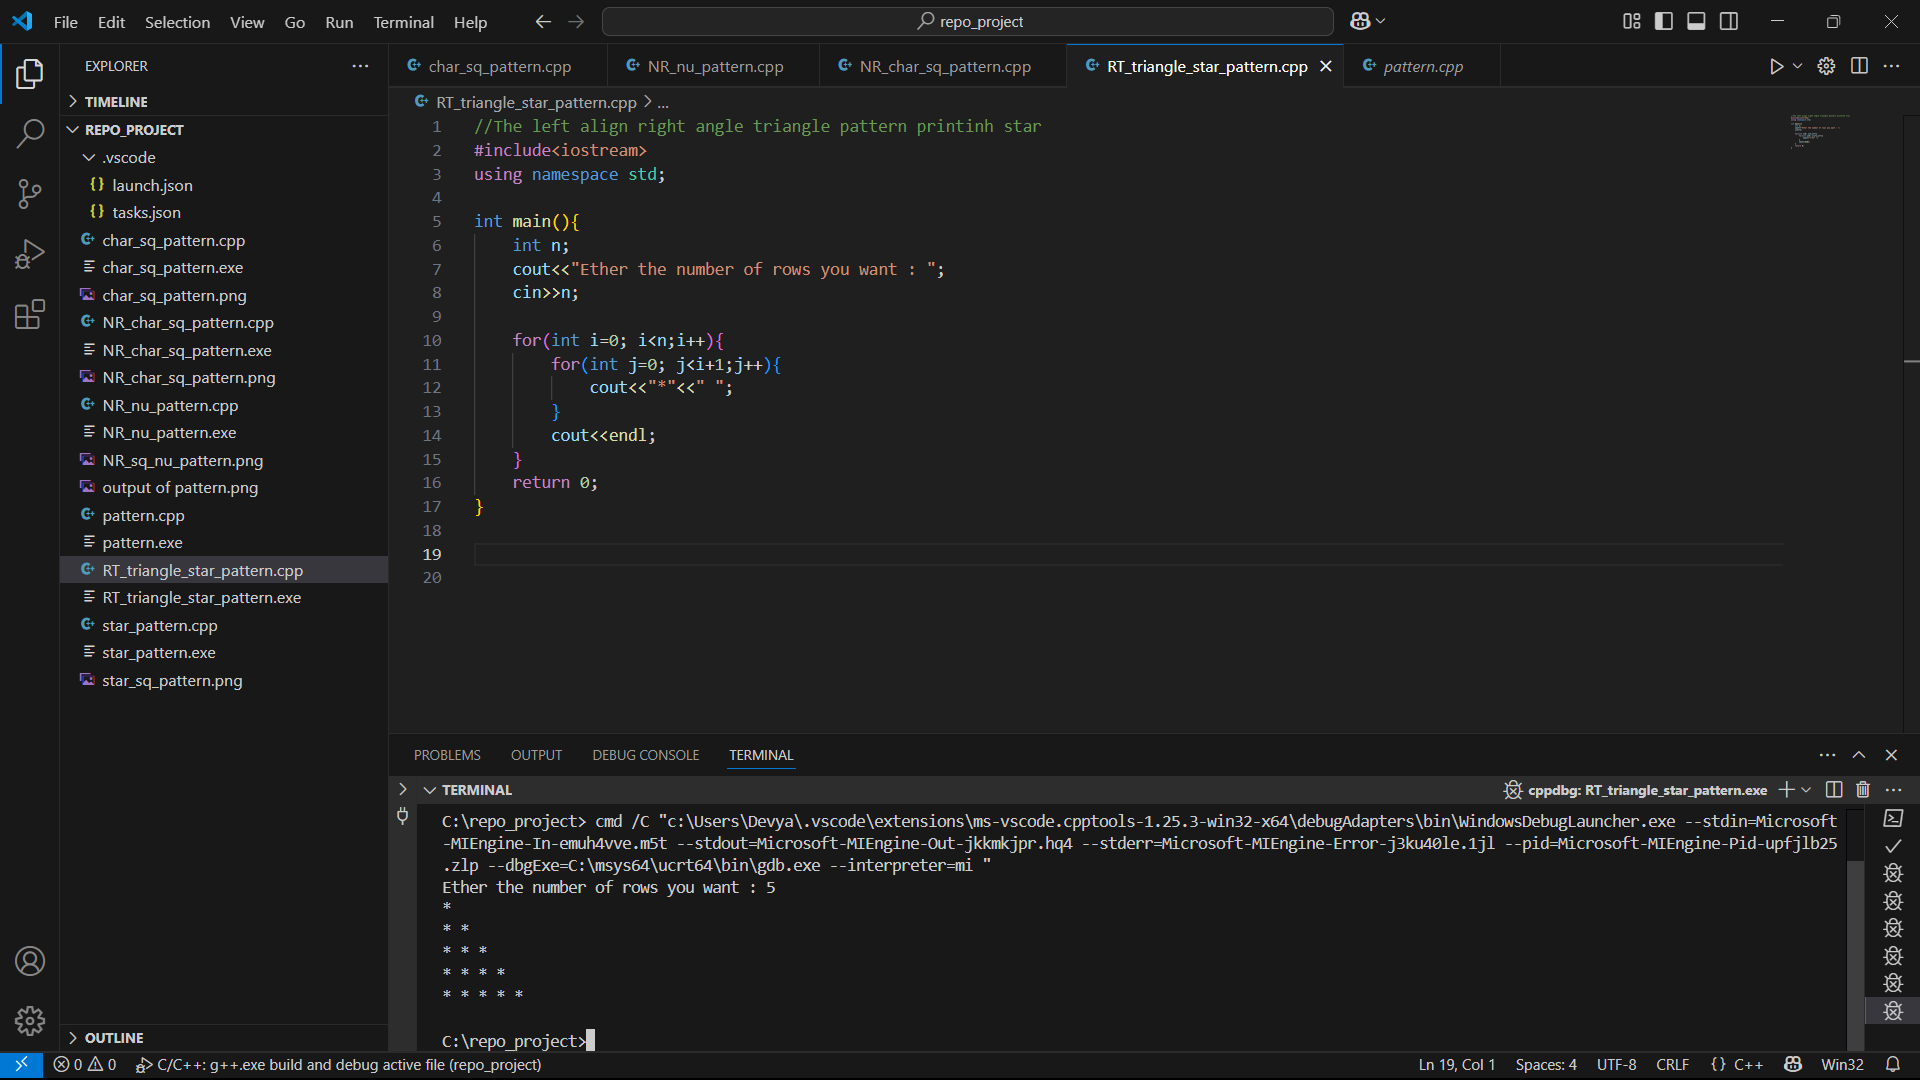 File Edit Selection View Go Run Terminal Help
repo_project
EXPLORER
TIMELINE
REPO_PROJECT
.vscode
{} launch.json
{} tasks.json
char_sq_pattern.cpp
char_sq_pattern.exe
char_sq_pattern.png
NR_char_sq_pattern.cpp
NR_char_sq_pattern.exe
NR_char_sq_pattern.png
NR_nu_pattern.cpp
NR_nu_pattern.exe
NR_sq_nu_pattern.png
output of pattern.png
pattern.cpp
pattern.exe
RT_triangle_star_pattern.cpp
RT_triangle_star_pattern.exe
star_pattern.cpp
star_pattern.exe
star_sq_pattern.png
OUTLINE
char_sq_pattern.cpp NR_nu_pattern.cpp NR_char_sq_pattern.cpp RT_triangle_star_pattern.cpp pattern.cpp
RT_triangle_star_pattern.cpp > ...
1 //The left align right angle triangle pattern printinh star
2 #include<iostream>
3 using namespace std;
4
5 int main(){
6 int n;
7 cout<<"Ether the number of rows you want : ";
8 cin>>n;
9
10 for(int i=0; i<n;i++){
11 for(int j=0; j<i+1;j++){
12 cout<<"*"<<" ";
13 }
14 cout<<endl;
15 }
16 return 0;
17 }
18
19
20
PROBLEMS OUTPUT DEBUG CONSOLE TERMINAL
TERMINAL
cppdbg: RT_triangle_star_pattern.exe
C:\repo_project> cmd /C "c:\Users\Devya\.vscode\extensions\ms-vscode.cpptools-1.25.3-win32-x64\debugAdapters\bin\WindowsDebugLauncher.exe --stdin=Microsoft
-MIEngine-In-emuh4vve.m5t --stdout=Microsoft-MIEngine-Out-jkkmkjpr.hq4 --stderr=Microsoft-MIEngine-Error-j3ku40le.1jl --pid=Microsoft-MIEngine-Pid-upfjlb25
.zlp --dbgExe=C:\msys64\ucrt64\bin\gdb.exe --interpreter=mi "
Ether the number of rows you want : 5
*
* *
* * *
* * * *
* * * * *
C:\repo_project>
0 0 C/C++: g++.exe build and debug active file (repo_project)
Ln 19, Col 1 Spaces: 4 UTF-8 CRLF {} C++ Win32